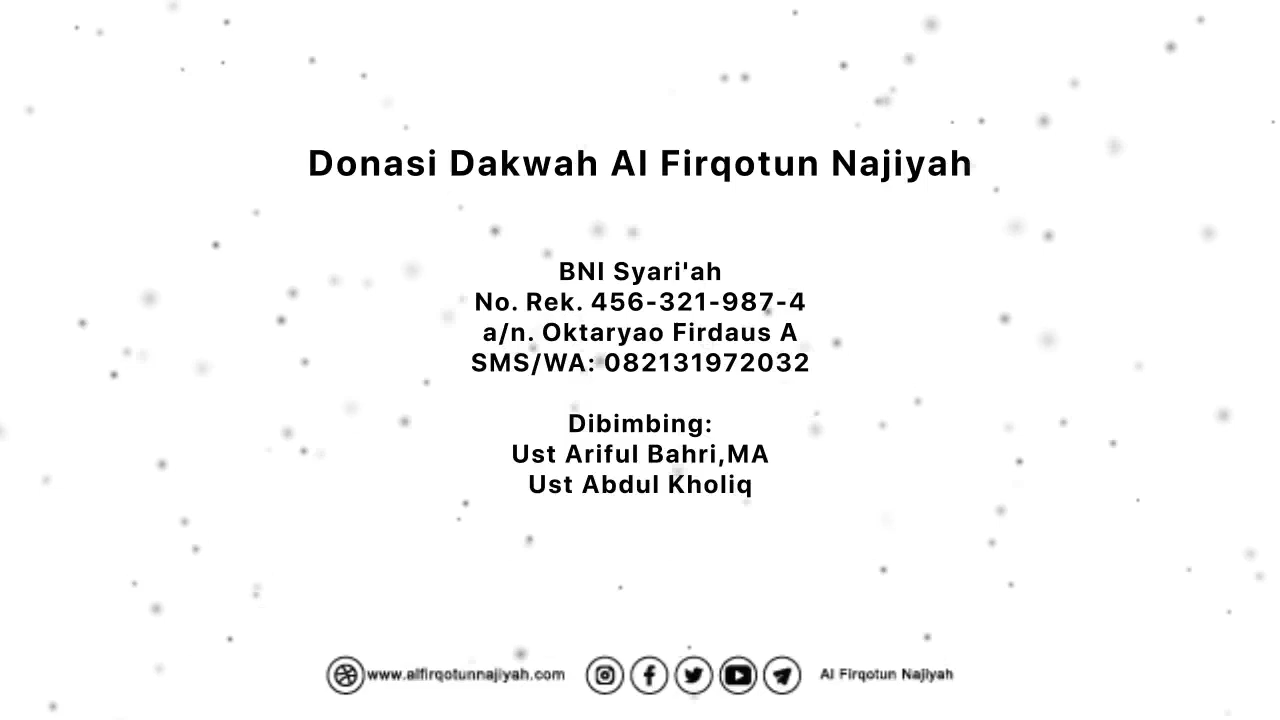 Donasi Dakwah Al Firqotun Najiyah
BNI Syari'ah
No. Rek. 456-321-987-4
a/n. Oktaryao Firdaus A
SMS/WA: 082131972032
Dibimbing:
Ust Ariful Bahri,MA
Ust Abdul Kholiq
www.alfirqotunnajiyah.com Al Firqotun Najiyah